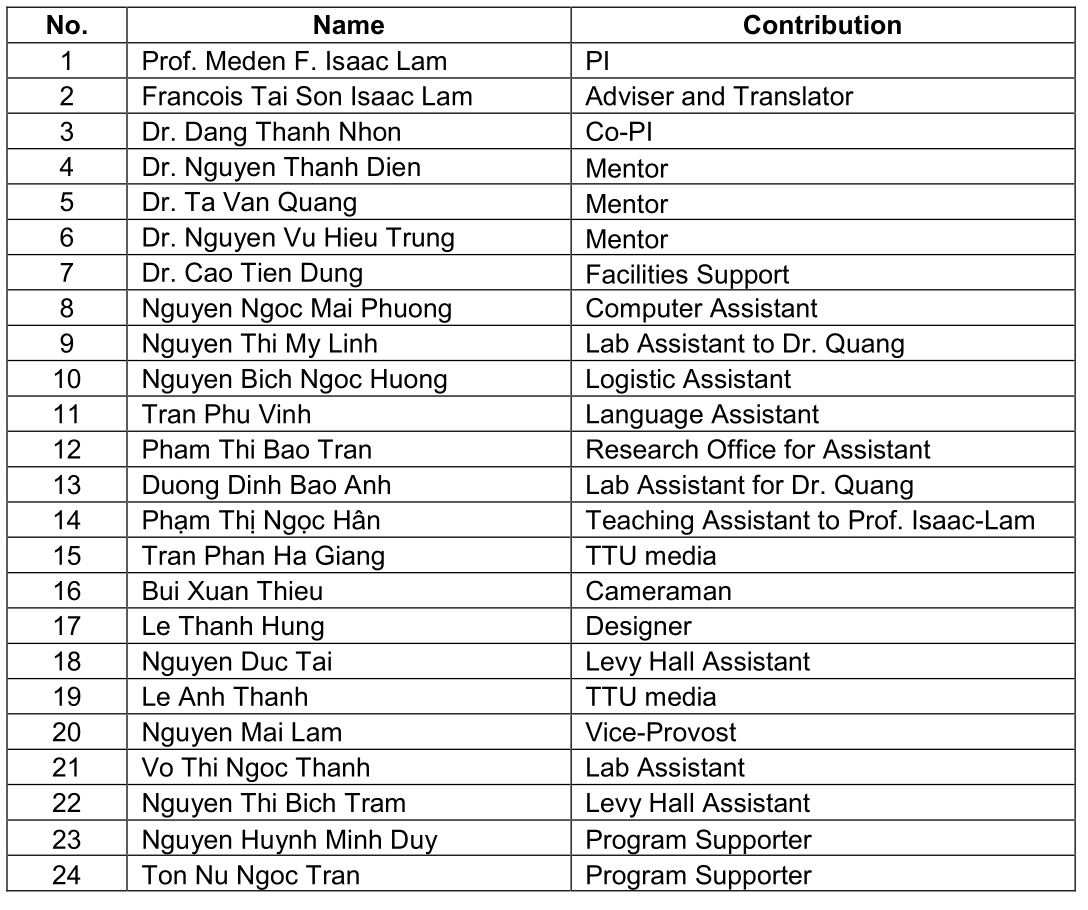 No. Name Contribution
1 Prof. Meden F. Isaac Lam PI
2 Francois Tai Son Isaac Lam Adviser and Translator
3 Dr. Dang Thanh Nhon Co-PI
4 Dr. Nguyen Thanh Dien Mentor
5 Dr. Ta Van Quang Mentor
6 Dr. Nguyen Vu Hieu Trung Mentor
7 Dr. Cao Tien Dung Facilities Support
8 Nguyen Ngoc Mai Phuong Computer Assistant
9 Nguyen Thi My Linh Lab Assistant to Dr. Quang
10 Nguyen Bich Ngoc Huong Logistic Assistant
11 Tran Phu Vinh Language Assistant
12 Pham Thi Bao Tran Research Office for Assistant
13 Duong Dinh Bao Anh Lab Assistant for Dr. Quang
14 Phạm Thị Ngọc Hân Teaching Assistant to Prof. Isaac-Lam
15 Tran Phan Ha Giang TTU media
16 Bui Xuan Thieu Cameraman
17 Le Thanh Hung Designer
18 Nguyen Duc Tai Levy Hall Assistant
19 Le Anh Thanh TTU media
20 Nguyen Mai Lam Vice-Provost
21 Vo Thi Ngoc Thanh Lab Assistant
22 Nguyen Thi Bich Tram Levy Hall Assistant
23 Nguyen Huynh Minh Duy Program Supporter
24 Ton Nu Ngoc Tran Program Supporter